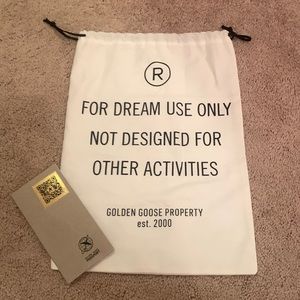 R
FOR DREAM USE ONLY
NOT DESIGNED FOR
OTHER ACTIVITIES
GOLDEN GOOSE PROPERTY
est. 2000